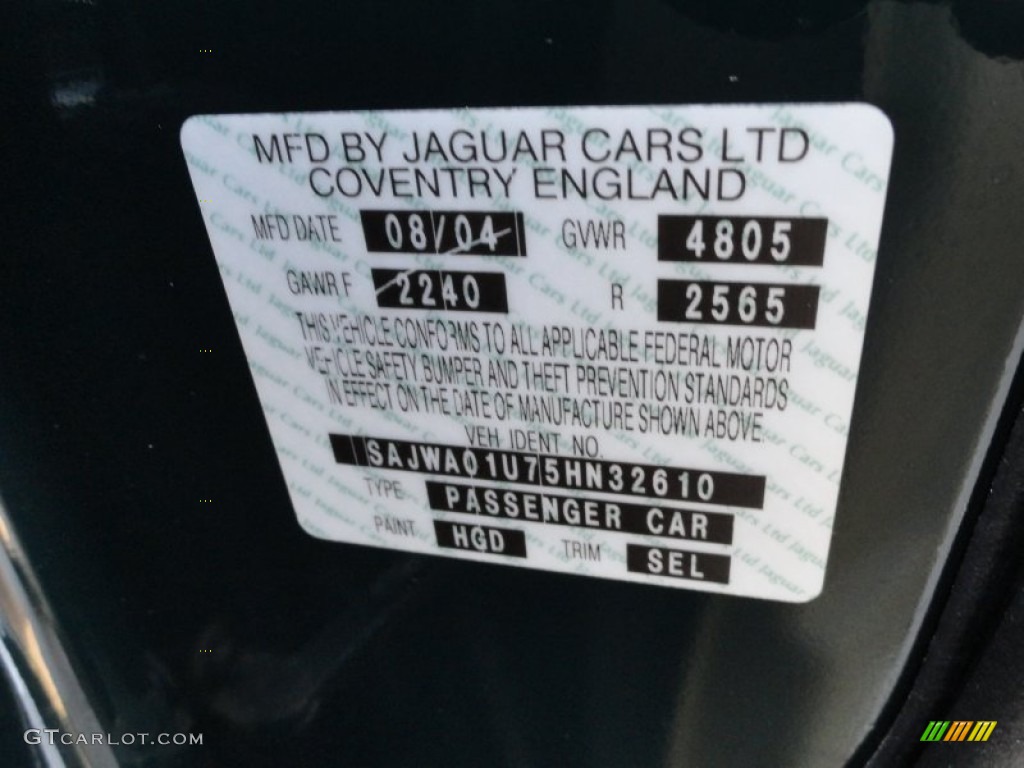 MFD BY JAGUAR CARS LTD
COVENTRY ENGLAND
MFD DATE 08/04 GVWR 4805
GAWR F 2240 R 2565
THIS VEHICLE CONFORMS TO ALL APPLICABLE FEDERAL MOTOR
VEHICLE SAFETY BUMPER AND THEFT PREVENTION STANDARDS
IN EFFECT ON THE DATE OF MANUFACTURE SHOWN ABOVE.
VEH IDENT NO.
SAJWA01U75HN32610
TYPE PASSENGER CAR
PAINT HGD TRIM SEL
GTCARLOT.COM